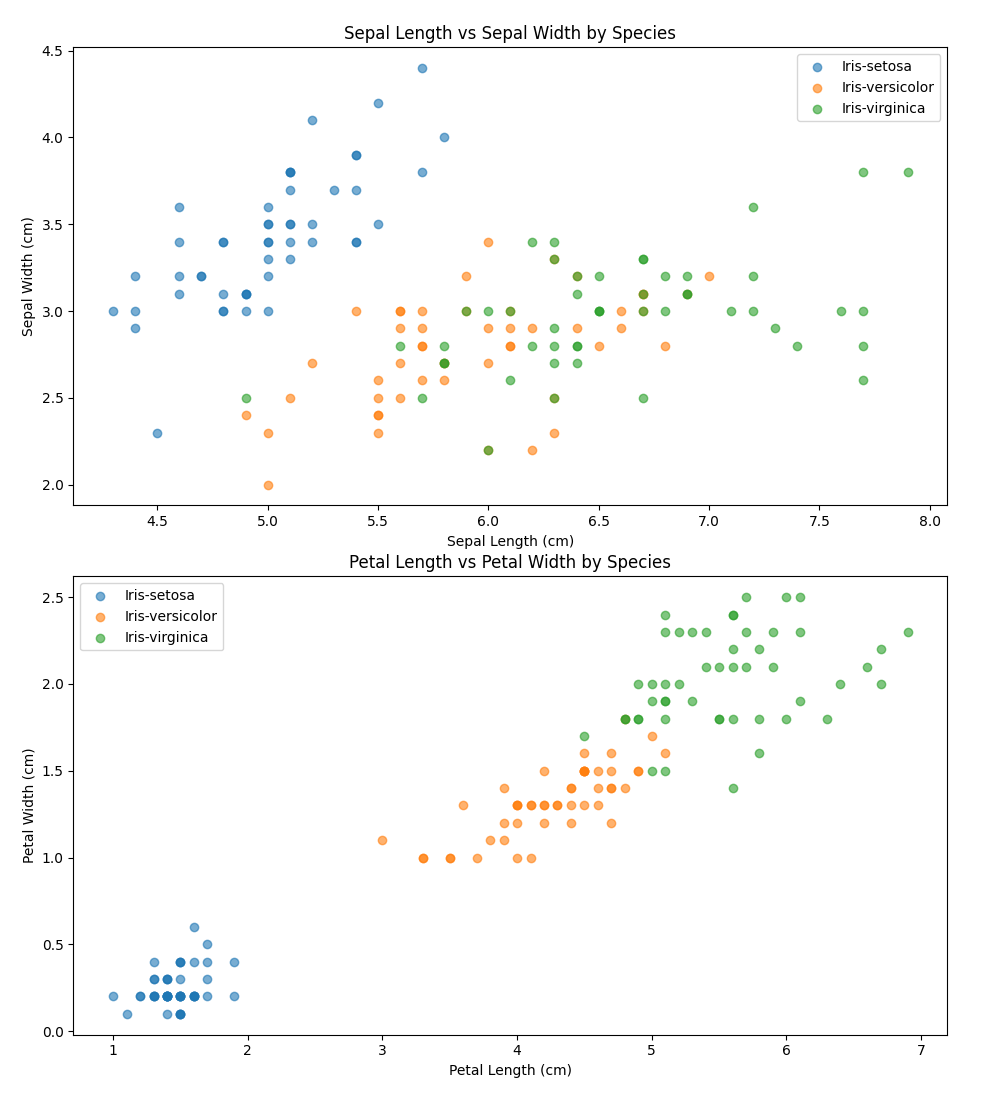 Sepal Length vs Sepal Width by Species
4.5
4.0
3.5
3.0
2.5
2.0
Sepal Width (cm)
Iris-setosa
Iris-versicolor
Iris-virginica
4.5 5.0 5.5 6.0 6.5 7.0 7.5 8.0
Sepal Length (cm)
Petal Length vs Petal Width by Species
2.5
2.0
1.5
1.0
0.5
0.0
Petal Width (cm)
Iris-setosa
Iris-versicolor
Iris-virginica
1 2 3 4 5 6 7
Petal Length (cm)